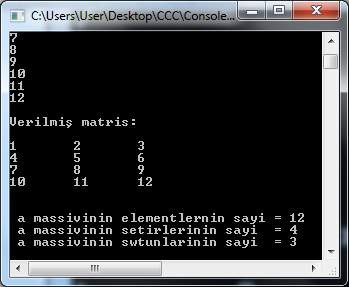 C:\Users\User\Desktop\CCC\Console...
7
8
9
10
11
12
Verilmiş matris:
1 2 3
4 5 6
7 8 9
10 11 12
a massivinin elementlernin sayi = 12
a massivinin setirlerinin sayi = 4
a massivinin swtunlarinin sayi = 3